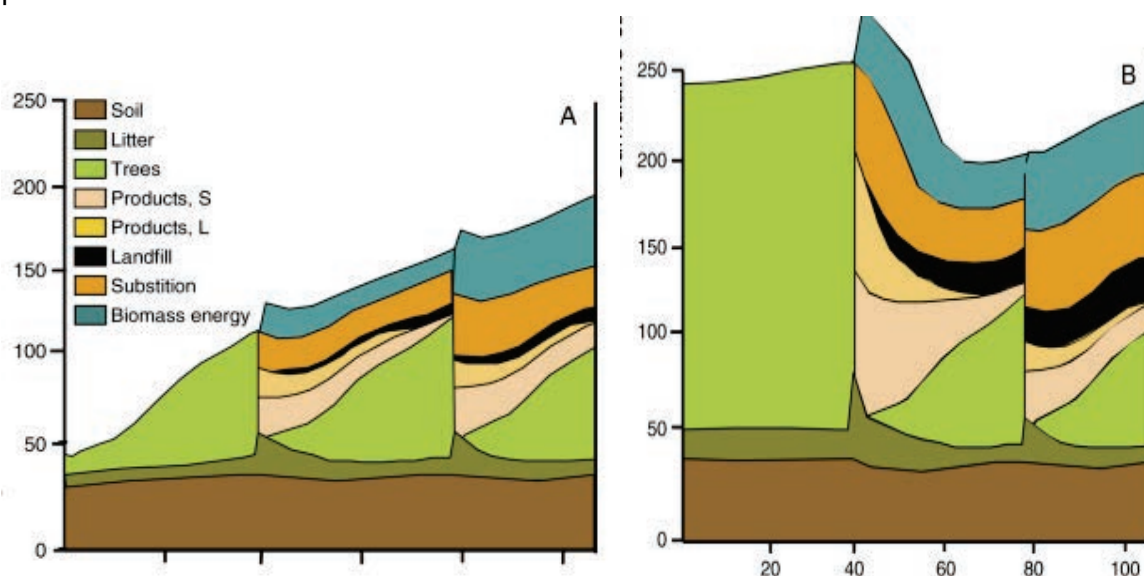 A
250
200
150
100
50
0
Soil
Litter
Trees
Products, S
Products, L
Landfill
Substition
Biomass energy
B
250
200
150
100
50
0
20 40 60 80 100